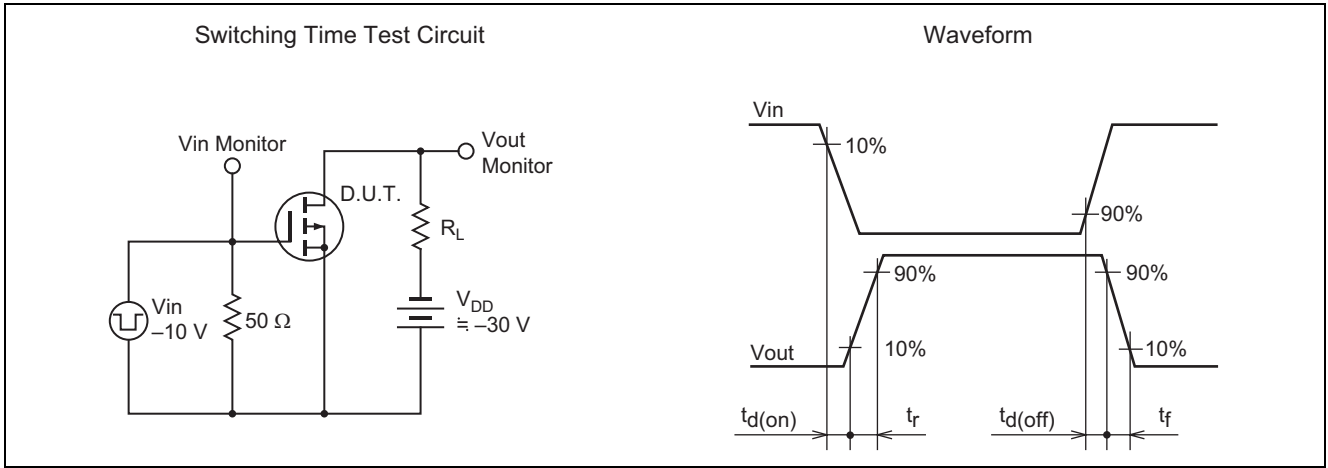 Switching Time Test Circuit
Vin Monitor
Vout
Monitor
D.U.T.
RL
Vin
–10 V
50 Ω
VDD
≒ –30 V
Waveform
Vin
10%
90%
90%
90%
Vout
10%
10%
td(on)
tr
td(off)
tf